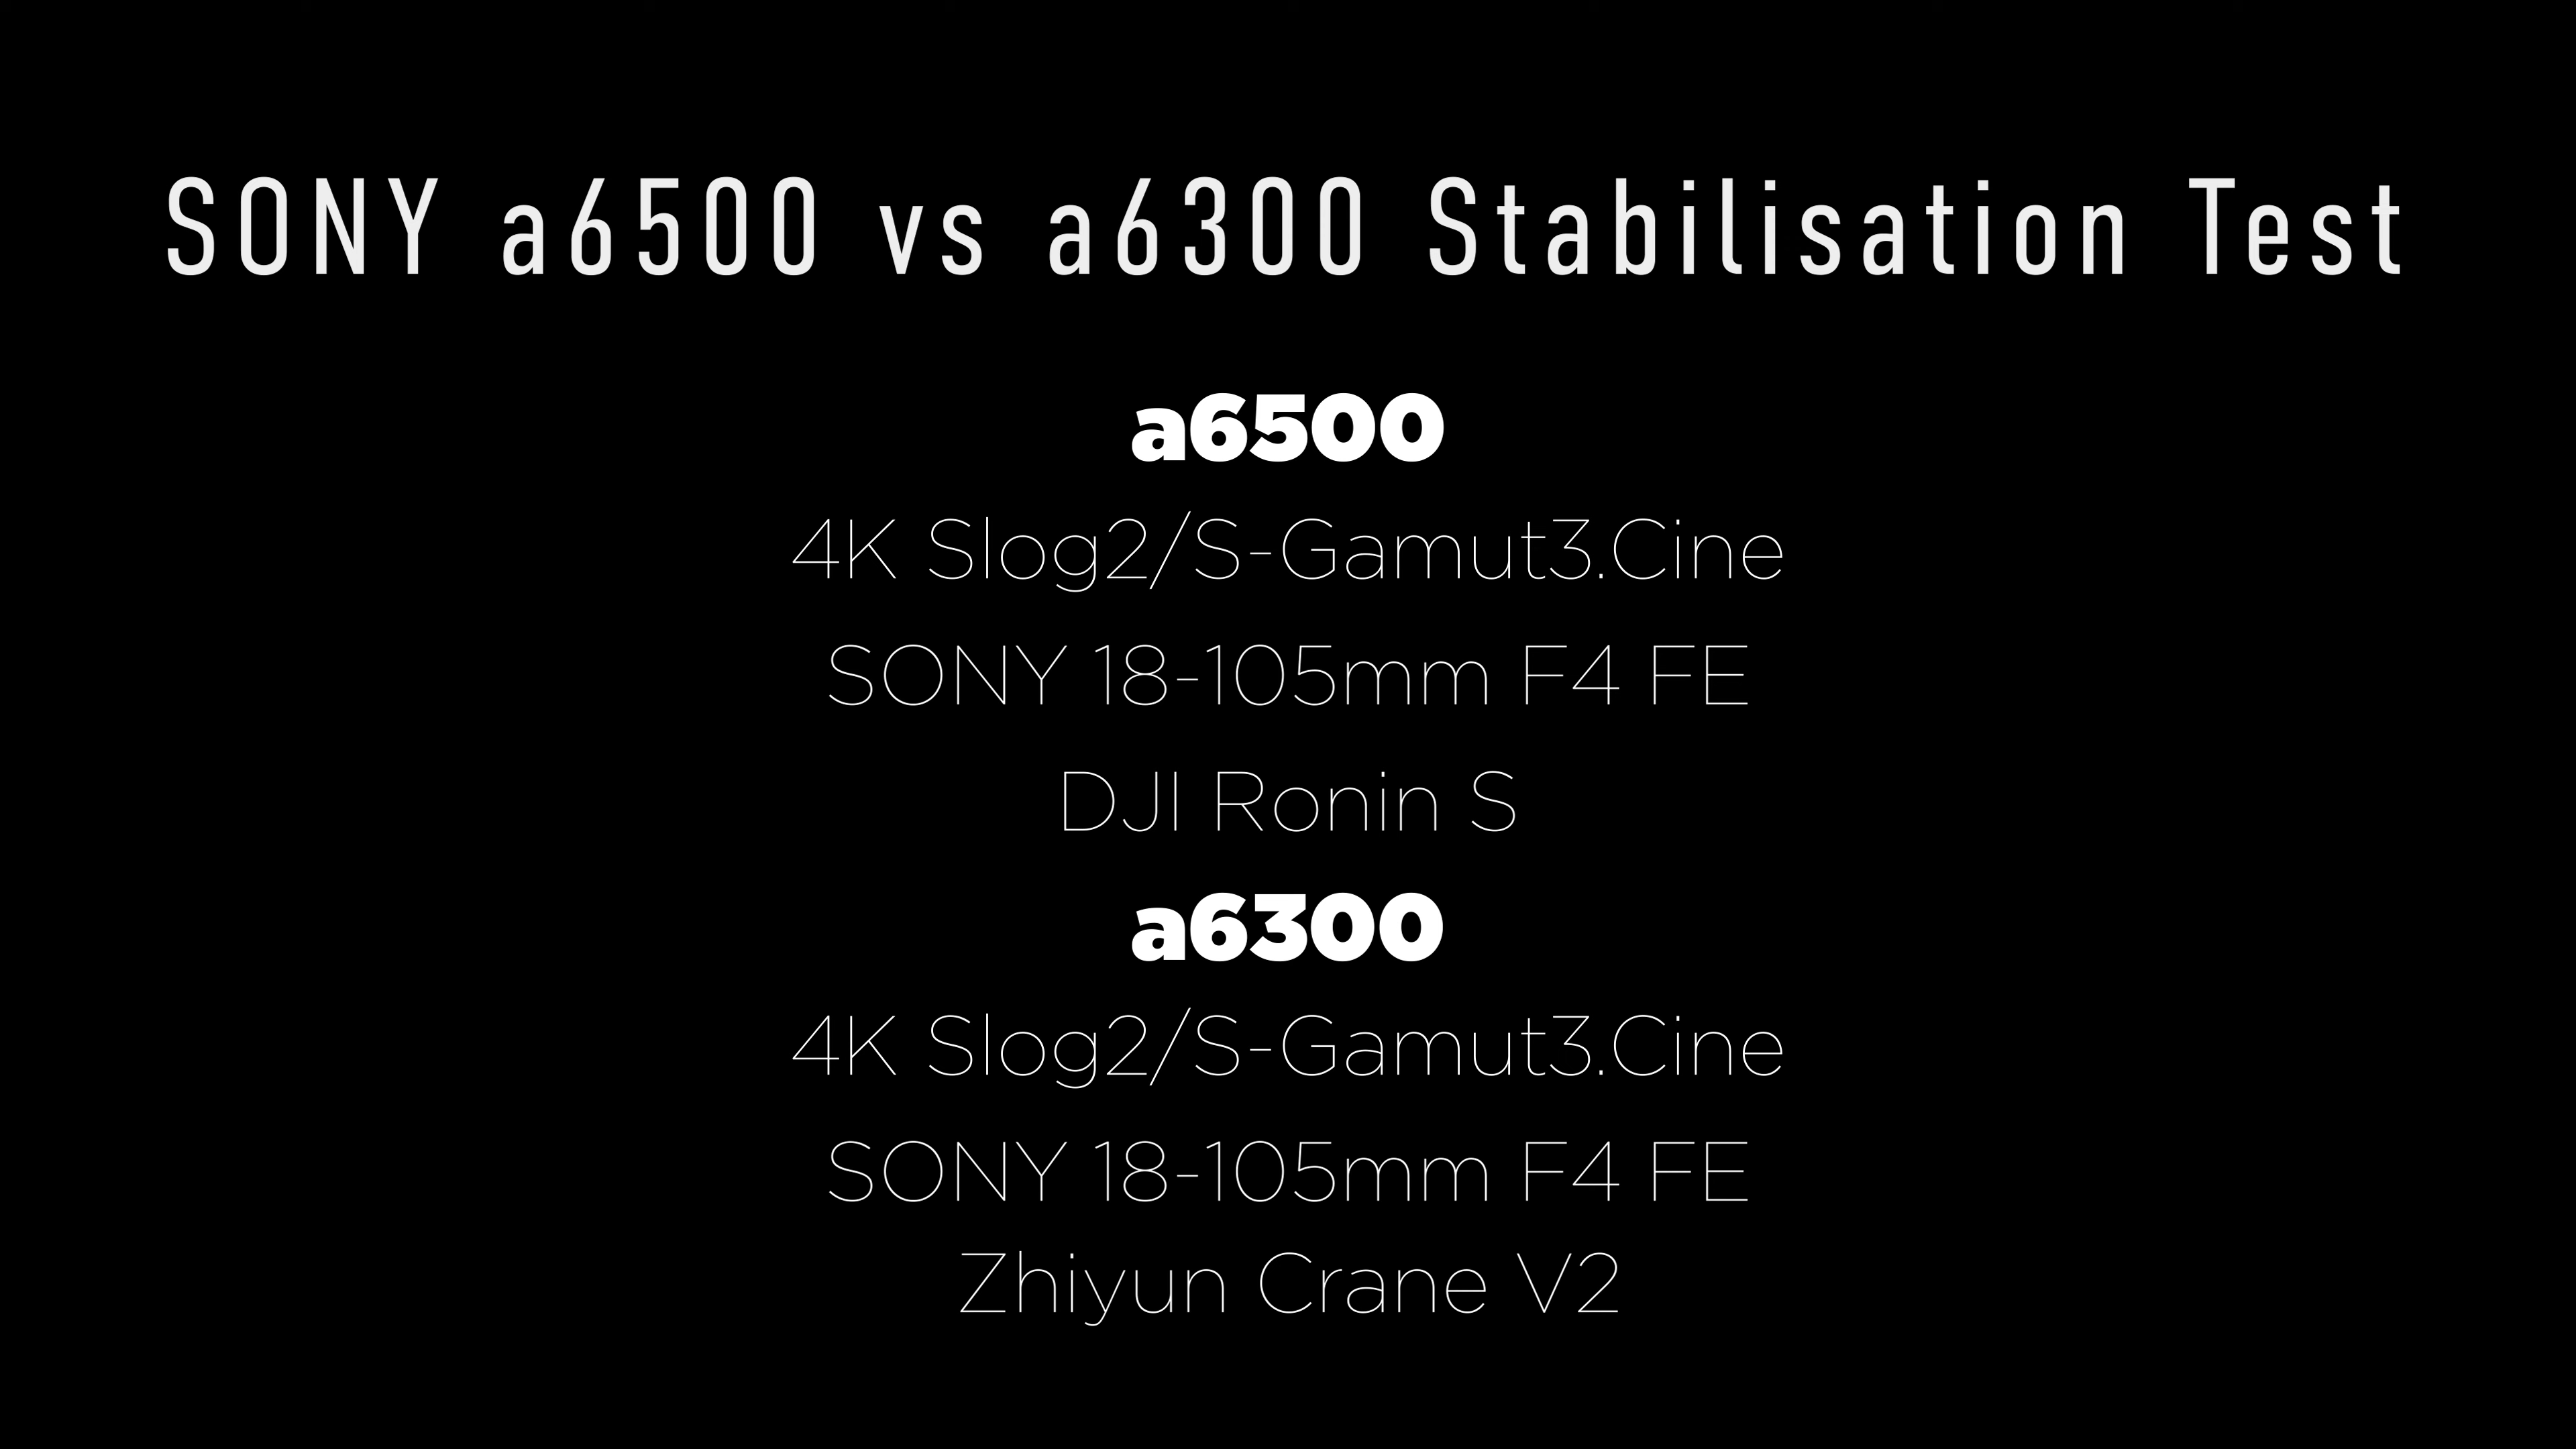 SONY a6500 vs a6300 Stabilisation Test
a6500
4K Slog2/S-Gamut3.Cine
SONY 18-105mm F4 FE
DJI Ronin S
a6300
4K Slog2/S-Gamut3.Cine
SONY 18-105mm F4 FE
Zhiyun Crane V2